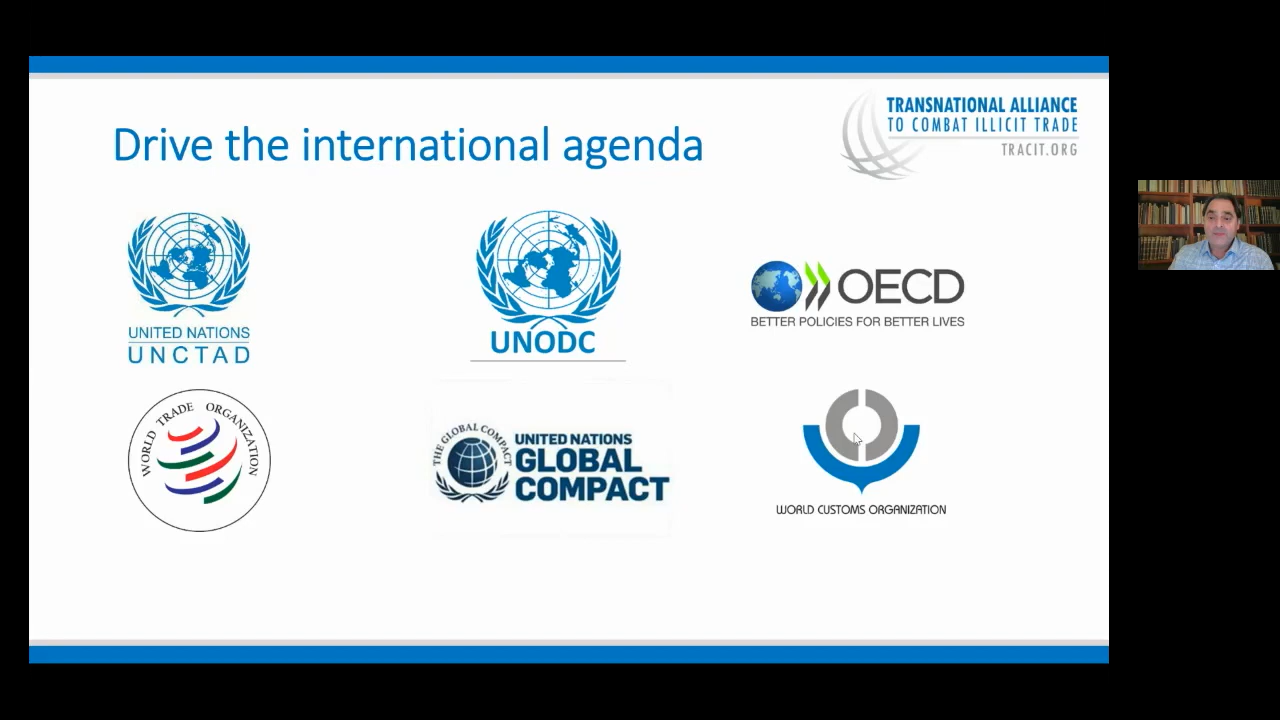 TRANSNATIONAL ALLIANCE
TO COMBAT ILLICIT TRADE
TRACIT.ORG
Drive the international agenda
UNITED NATIONS
UNCTAD
UNODC
OECD
BETTER POLICIES FOR BETTER LIVES
WORLD TRADE ORGANIZATION
THE GLOBAL COMPACT
UNITED NATIONS
GLOBAL
COMPACT
WORLD CUSTOMS ORGANIZATION